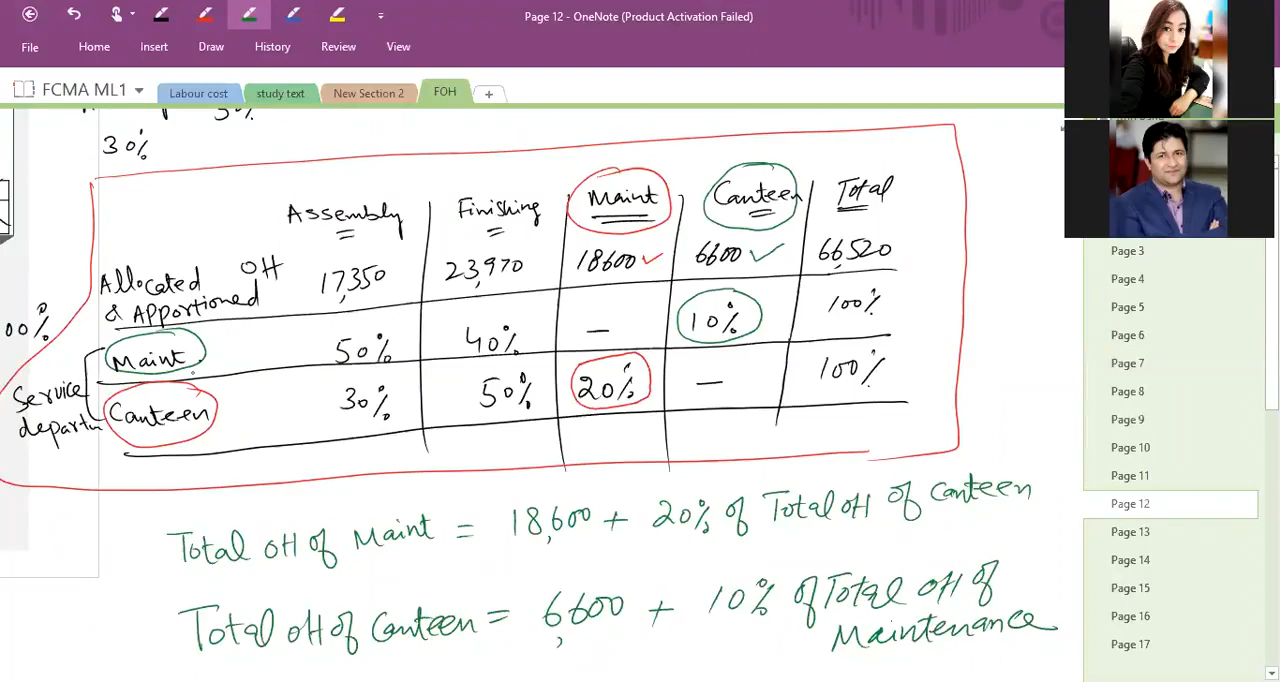 Page 12 - OneNote (Product Activation Failed)
File Home Insert Draw History Review View
FCMA ML1 Labour cost study text New Section 2 FOH +
30%
Assembly Finishing Maint Canteen Total
Allocated OH & Apportioned 17,350 23,970 18600 6600 66,520
Maint 50% 40% — 10% 100%
Canteen 30% 50% 20% — 100%
00%
Service
Total OH of Maint = 18,600 + 20% of Total OH of Canteen
Total OH of Canteen = 6,600 + 10% of Total OH of
Maintenance
Page 3
Page 4
Page 5
Page 6
Page 7
Page 8
Page 9
Page 10
Page 11
Page 12
Page 13
Page 14
Page 15
Page 16
Page 17